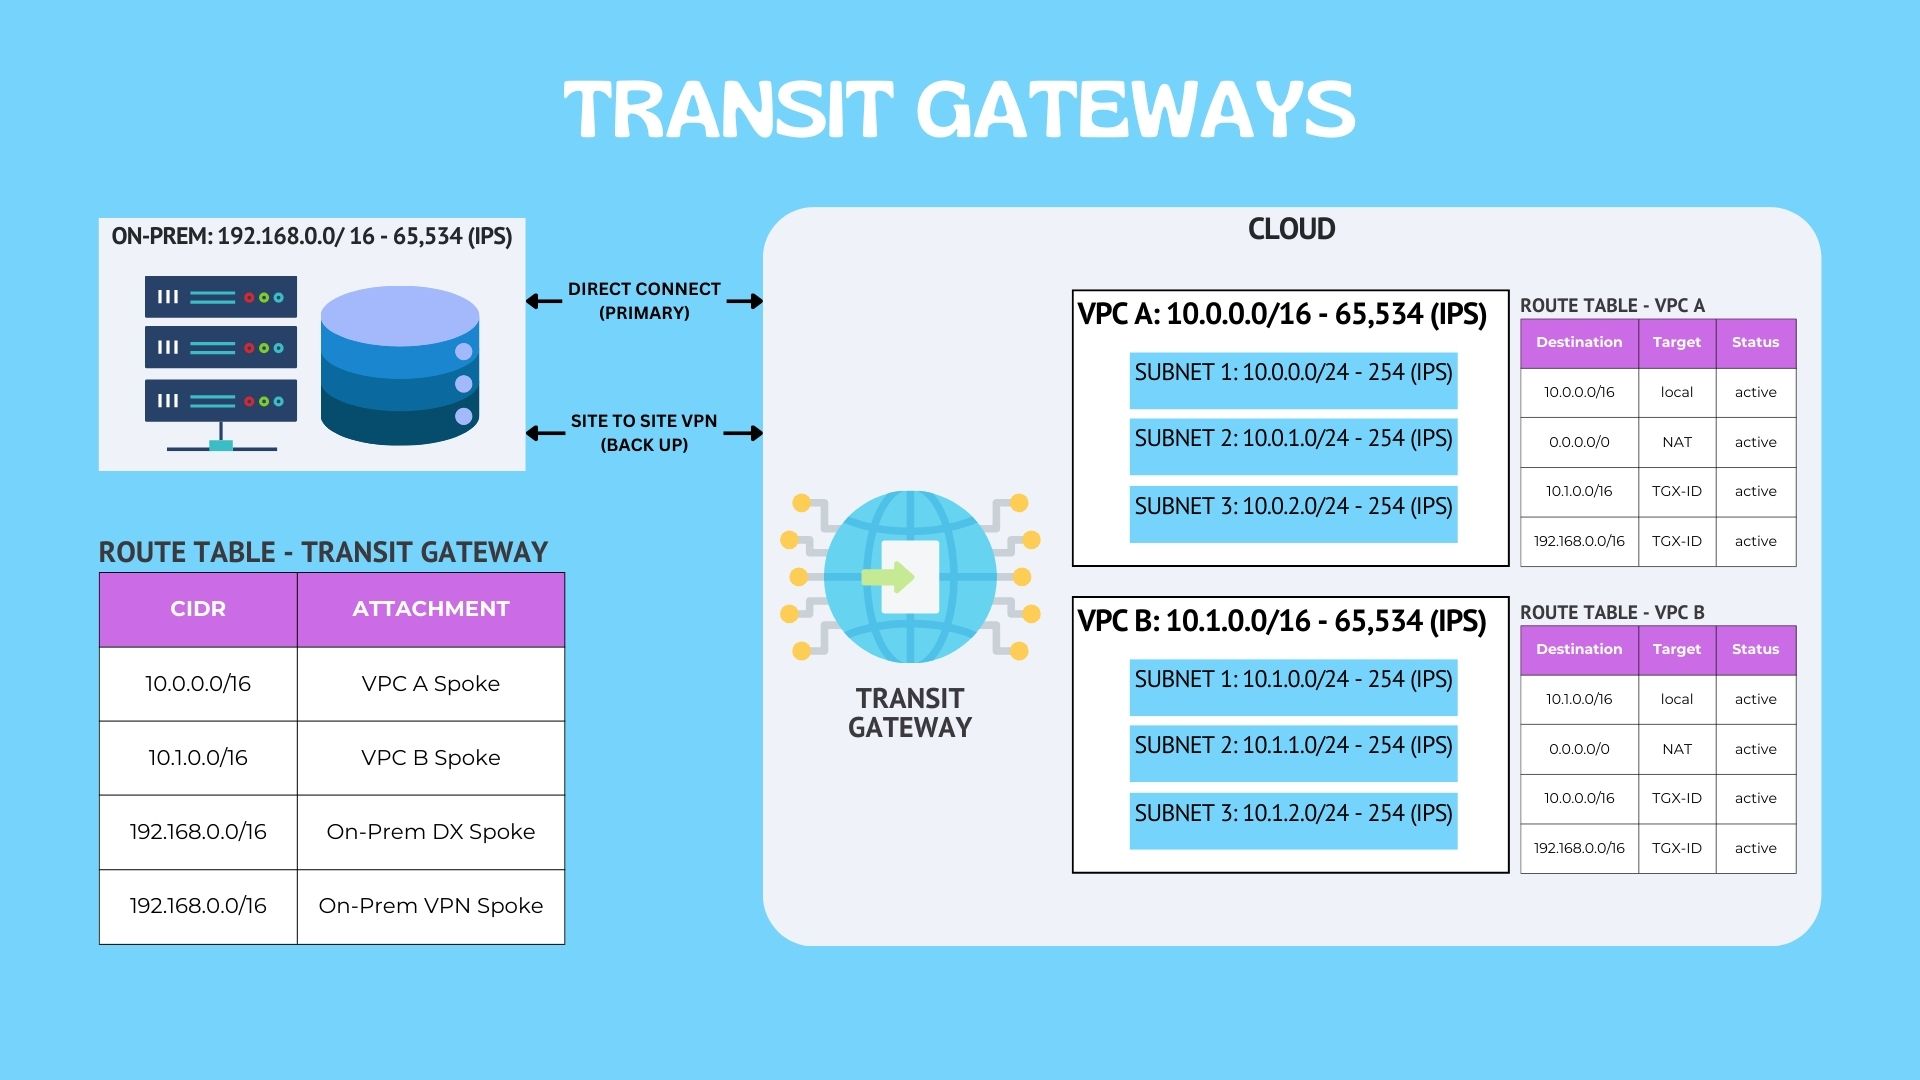 TRANSIT GATEWAYS
ON-PREM: 192.168.0.0/ 16 - 65,534 (IPS)
DIRECT CONNECT
(PRIMARY)
SITE TO SITE VPN
(BACK UP)
ROUTE TABLE - TRANSIT GATEWAY
CIDR ATTACHMENT
10.0.0.0/16 VPC A Spoke
10.1.0.0/16 VPC B Spoke
192.168.0.0/16 On-Prem DX Spoke
192.168.0.0/16 On-Prem VPN Spoke
CLOUD
TRANSIT
GATEWAY
VPC A: 10.0.0.0/16 - 65,534 (IPS)
SUBNET 1: 10.0.0.0/24 - 254 (IPS)
SUBNET 2: 10.0.1.0/24 - 254 (IPS)
SUBNET 3: 10.0.2.0/24 - 254 (IPS)
ROUTE TABLE - VPC A
Destination Target Status
10.0.0.0/16 local active
0.0.0.0/0 NAT active
10.1.0.0/16 TGX-ID active
192.168.0.0/16 TGX-ID active
VPC B: 10.1.0.0/16 - 65,534 (IPS)
SUBNET 1: 10.1.0.0/24 - 254 (IPS)
SUBNET 2: 10.1.1.0/24 - 254 (IPS)
SUBNET 3: 10.1.2.0/24 - 254 (IPS)
ROUTE TABLE - VPC B
Destination Target Status
10.1.0.0/16 local active
0.0.0.0/0 NAT active
10.0.0.0/16 TGX-ID active
192.168.0.0/16 TGX-ID active